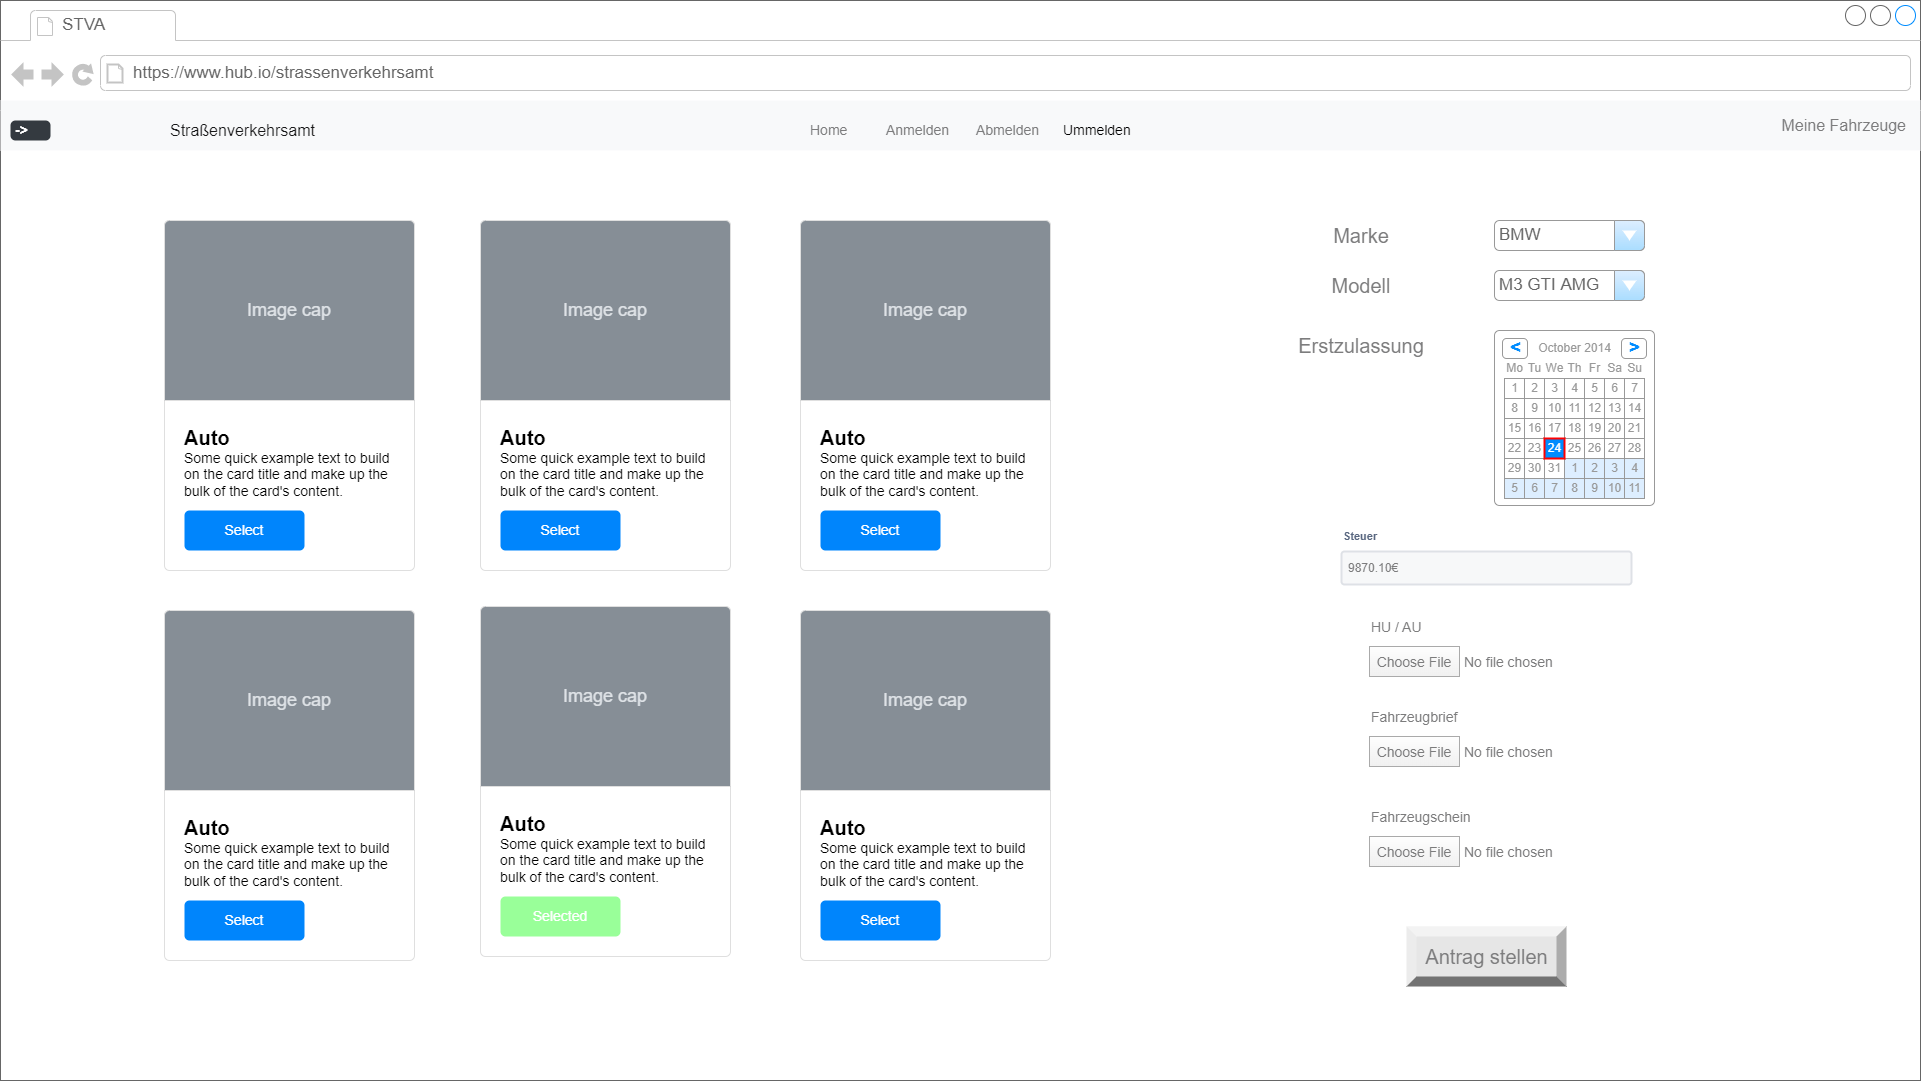 STVA
https://www.hub.io/strassenverkehrsamt
->
Straßenverkehrsamt
Home
Anmelden
Abmelden
Ummelden
Meine Fahrzeuge
Image cap
Auto
Some quick example text to build
on the card title and make up the
bulk of the card's content.
Select
Image cap
Auto
Some quick example text to build
on the card title and make up the
bulk of the card's content.
Select
Image cap
Auto
Some quick example text to build
on the card title and make up the
bulk of the card's content.
Select
Image cap
Auto
Some quick example text to build
on the card title and make up the
bulk of the card's content.
Select
Image cap
Auto
Some quick example text to build
on the card title and make up the
bulk of the card's content.
Selected
Image cap
Auto
Some quick example text to build
on the card title and make up the
bulk of the card's content.
Select
Marke
BMW
Modell
M3 GTI AMG
Erstzulassung
< October 2014 >
Mo Tu We Th Fr Sa Su
1 2 3 4 5 6 7
8 9 10 11 12 13 14
15 16 17 18 19 20 21
22 23 24 25 26 27 28
29 30 31 1 2 3 4
5 6 7 8 9 10 11
Steuer
9870.10€
HU / AU
Choose File No file chosen
Fahrzeugbrief
Choose File No file chosen
Fahrzeugschein
Choose File No file chosen
Antrag stellen